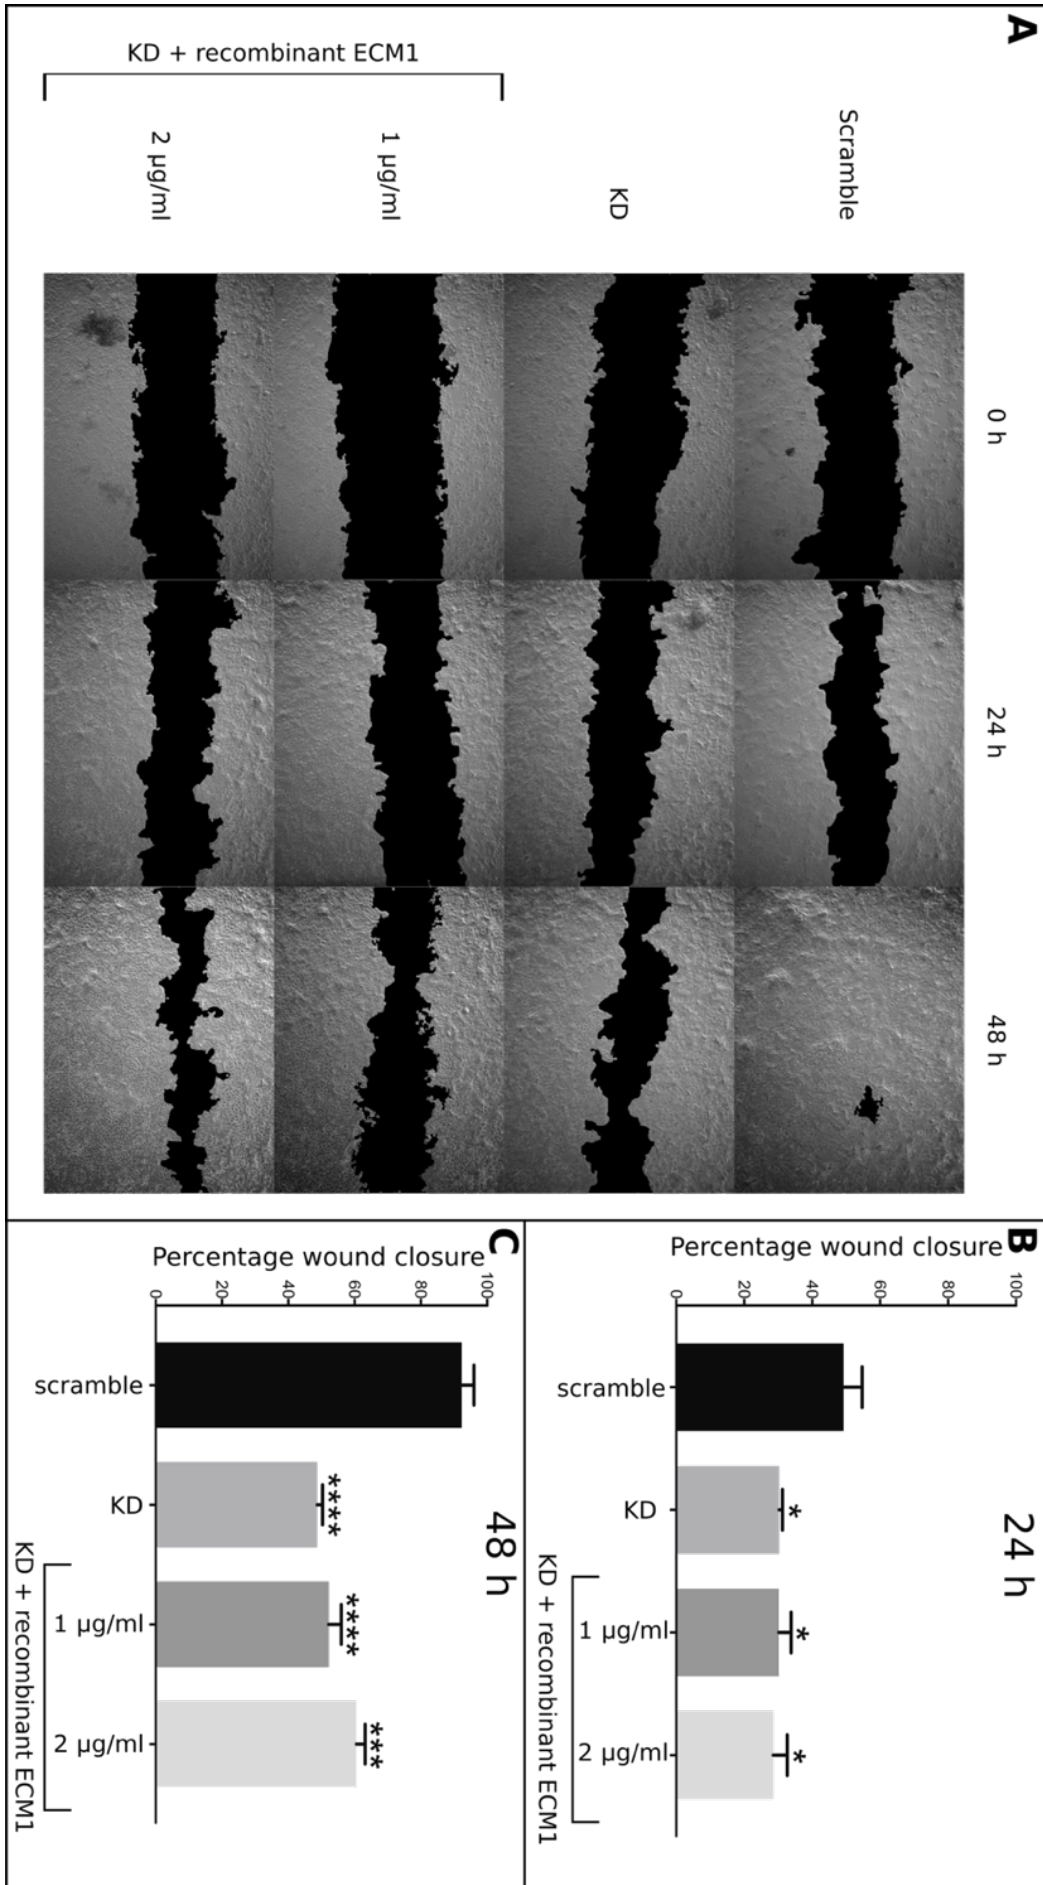 A
0 h
24 h
48 h
Scramble
KD
1 µg/ml
2 µg/ml
KD + recombinant ECM1
B
24 h
Percentage wound closure
100
80
60
40
20
0
*
*
*
scramble
KD
1 µg/ml
2 µg/ml
KD + recombinant ECM1
C
48 h
Percentage wound closure
100
80
60
40
20
0
****
****
***
scramble
KD
1 µg/ml
2 µg/ml
KD + recombinant ECM1